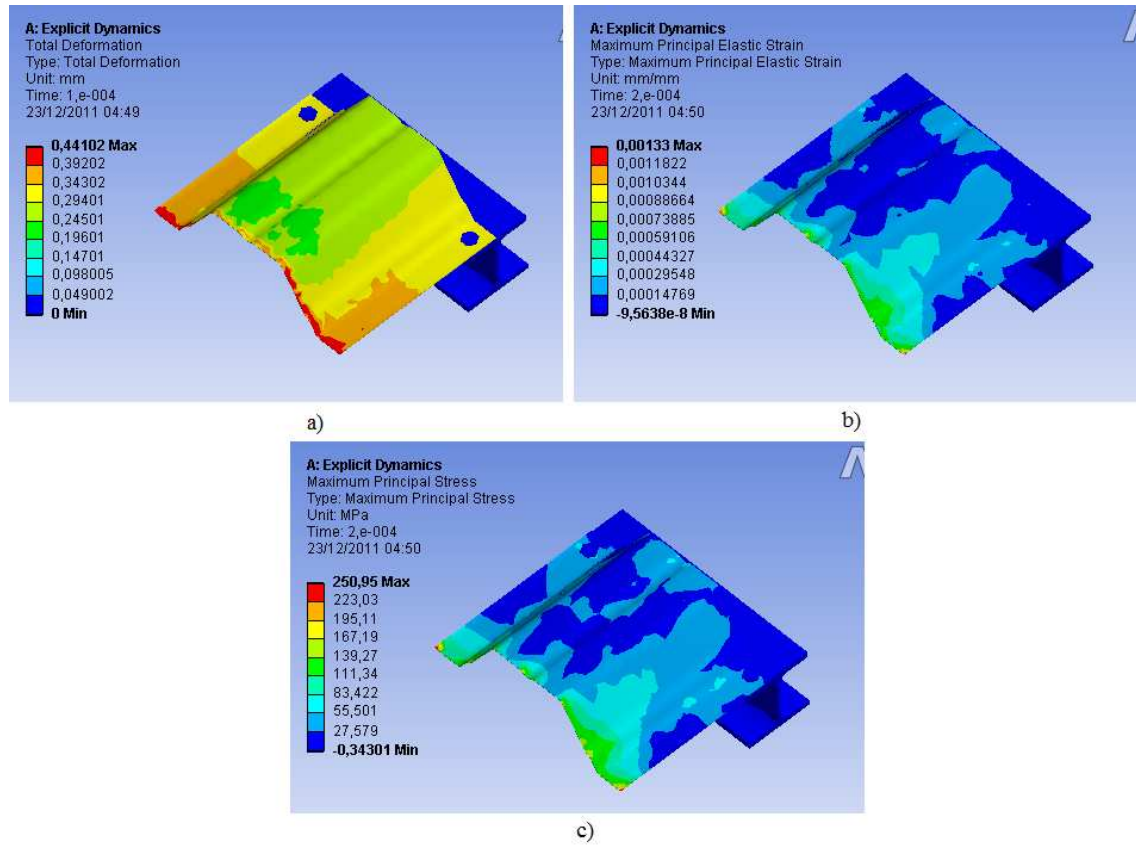 A: Explicit Dynamics
Total Deformation
Type: Total Deformation
Unit: mm
Time: 1,e-004
23/12/2011 04:49
0,44102 Max
0,39202
0,34302
0,29401
0,24501
0,19601
0,14701
0,098005
0,049002
0 Min
a)
A: Explicit Dynamics
Maximum Principal Elastic Strain
Type: Maximum Principal Elastic Strain
Unit: mm/mm
Time: 2,e-004
23/12/2011 04:50
0,00133 Max
0,0011822
0,0010344
0,00088664
0,00073885
0,00059106
0,00044327
0,00029548
0,00014769
-9,5638e-8 Min
b)
A: Explicit Dynamics
Maximum Principal Stress
Type: Maximum Principal Stress
Unit: MPa
Time: 2,e-004
23/12/2011 04:50
250,95 Max
223,03
195,11
167,19
139,27
111,34
83,422
55,501
27,579
-0,34301 Min
c)